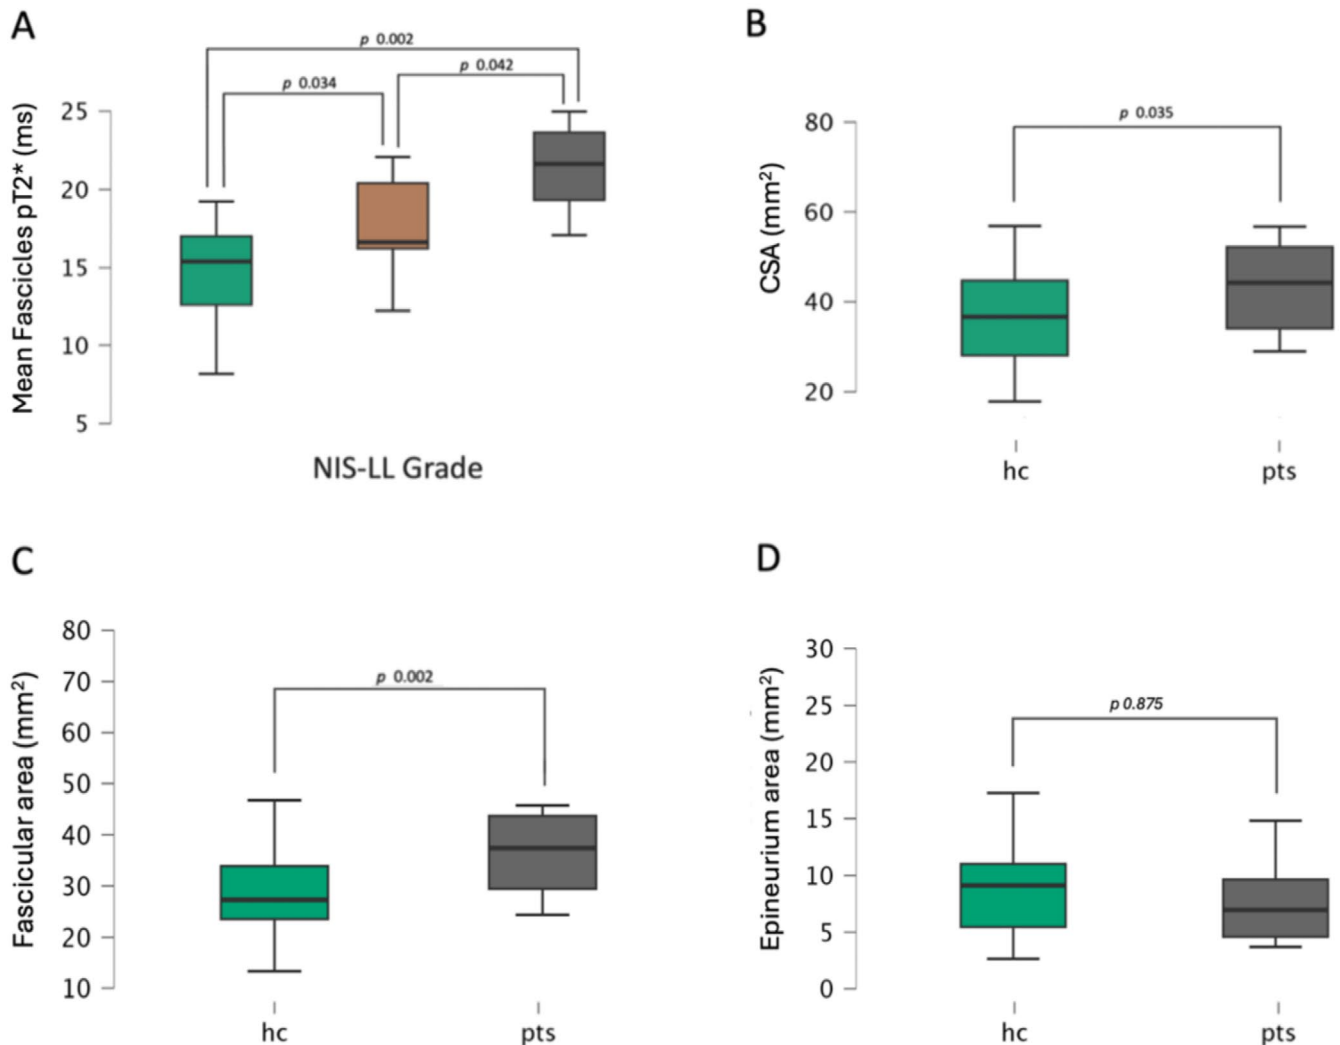 A
Mean Fascicles pT2* (ms)
25
20
15
10
5
p 0.002
p 0.034
p 0.042
NIS-LL Grade
B
CSA (mm²)
80
60
40
20
p 0.035
hc
pts
C
Fascicular area (mm²)
80
70
60
50
40
30
20
10
p 0.002
hc
pts
D
Epineurium area (mm²)
30
25
20
15
10
5
0
p 0.875
hc
pts